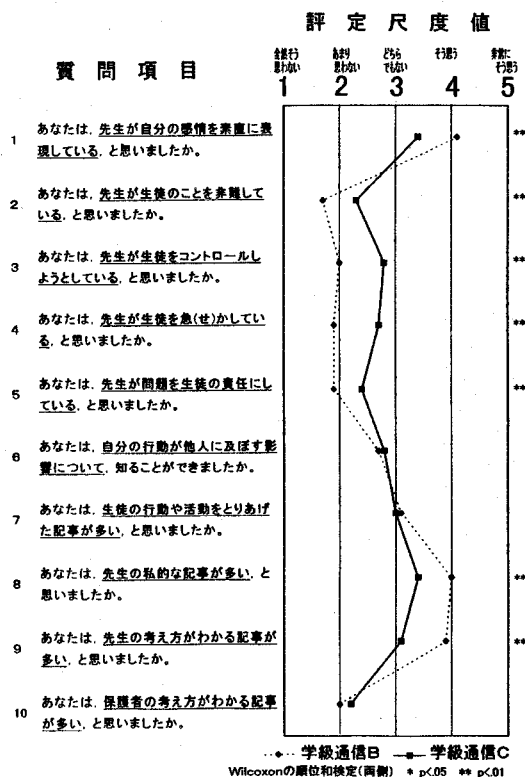 評定尺度値
質問項目
全然そう思わない
あまり思わない
どちらでもない
そう思う
非常にそう思う
1 2 3 4 5
1 あなたは，先生が自分の感情を素直に表
現している，と思いましたか。 **
2 あなたは，先生が生徒のことを非難して
いる，と思いましたか。 **
3 あなたは，先生が生徒をコントロールし
ようとしている，と思いましたか。 **
4 あなたは，先生が生徒を急(せ)かしてい
る，と思いましたか。 **
5 あなたは，先生が問題を生徒の責任にし
ている，と思いましたか。 **
6 あなたは，自分の行動が他人に及ぼす影
響について，知ることができましたか。
7 あなたは，生徒の行動や活動をとりあげ
た記事が多い，と思いましたか。
8 あなたは，先生の私的な記事が多い，と
思いましたか。 **
9 あなたは，先生の考え方がわかる記事が
多い，と思いましたか。 **
10 あなたは，保護者の考え方がわかる記事
が多い，と思いましたか。
学級通信B 学級通信C
Wilcoxonの順位和検定(両側) * p<.05 ** p<.01